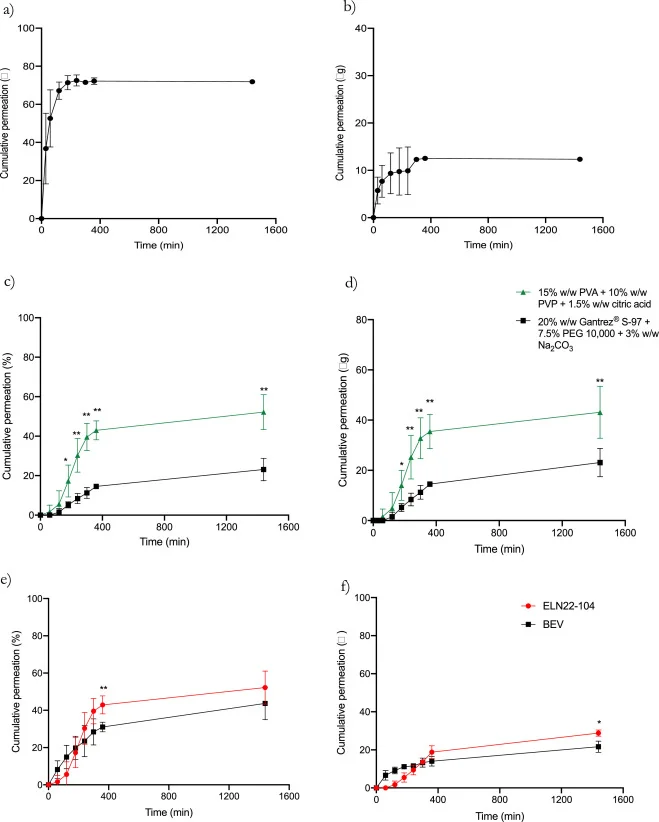 a)
Cumulative permeation (□)
100
80
60
40
20
0
0 400 800 1200 1600
Time (min)
b)
Cumulative permeation (□g)
40
30
20
10
0
0 400 800 1200 1600
Time (min)
c)
Cumulative permeation (%)
100
80
60
40
20
0
* ** ** ** **
0 400 800 1200 1600
Time (min)
d)
15% w/w PVA + 10% w/w
PVP + 1.5% w/w citric acid
20% w/w Gantrez® S-97 +
7.5% PEG 10,000 + 3% w/w
Na₂CO₃
Cumulative permeation (□g)
80
60
40
20
0
* ** ** ** **
0 400 800 1200 1600
Time (min)
e)
Cumulative permeation (%)
100
80
60
40
20
0
**
0 400 800 1200 1600
Time (min)
f)
ELN22-104
BEV
Cumulative permeation (□)
100
80
60
40
20
0
*
0 400 800 1200 1600
Time (min)